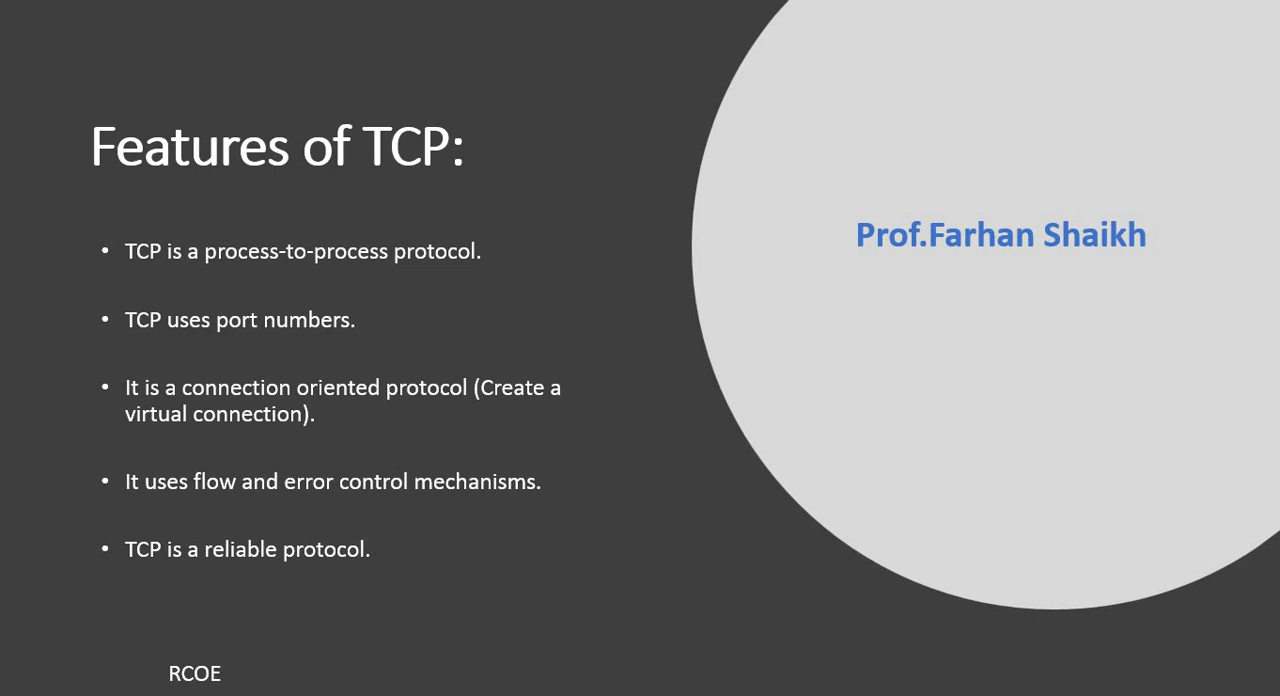 Features of TCP:
Prof.Farhan Shaikh
• TCP is a process-to-process protocol.
• TCP uses port numbers.
• It is a connection oriented protocol (Create a
virtual connection).
• It uses flow and error control mechanisms.
• TCP is a reliable protocol.
RCOE